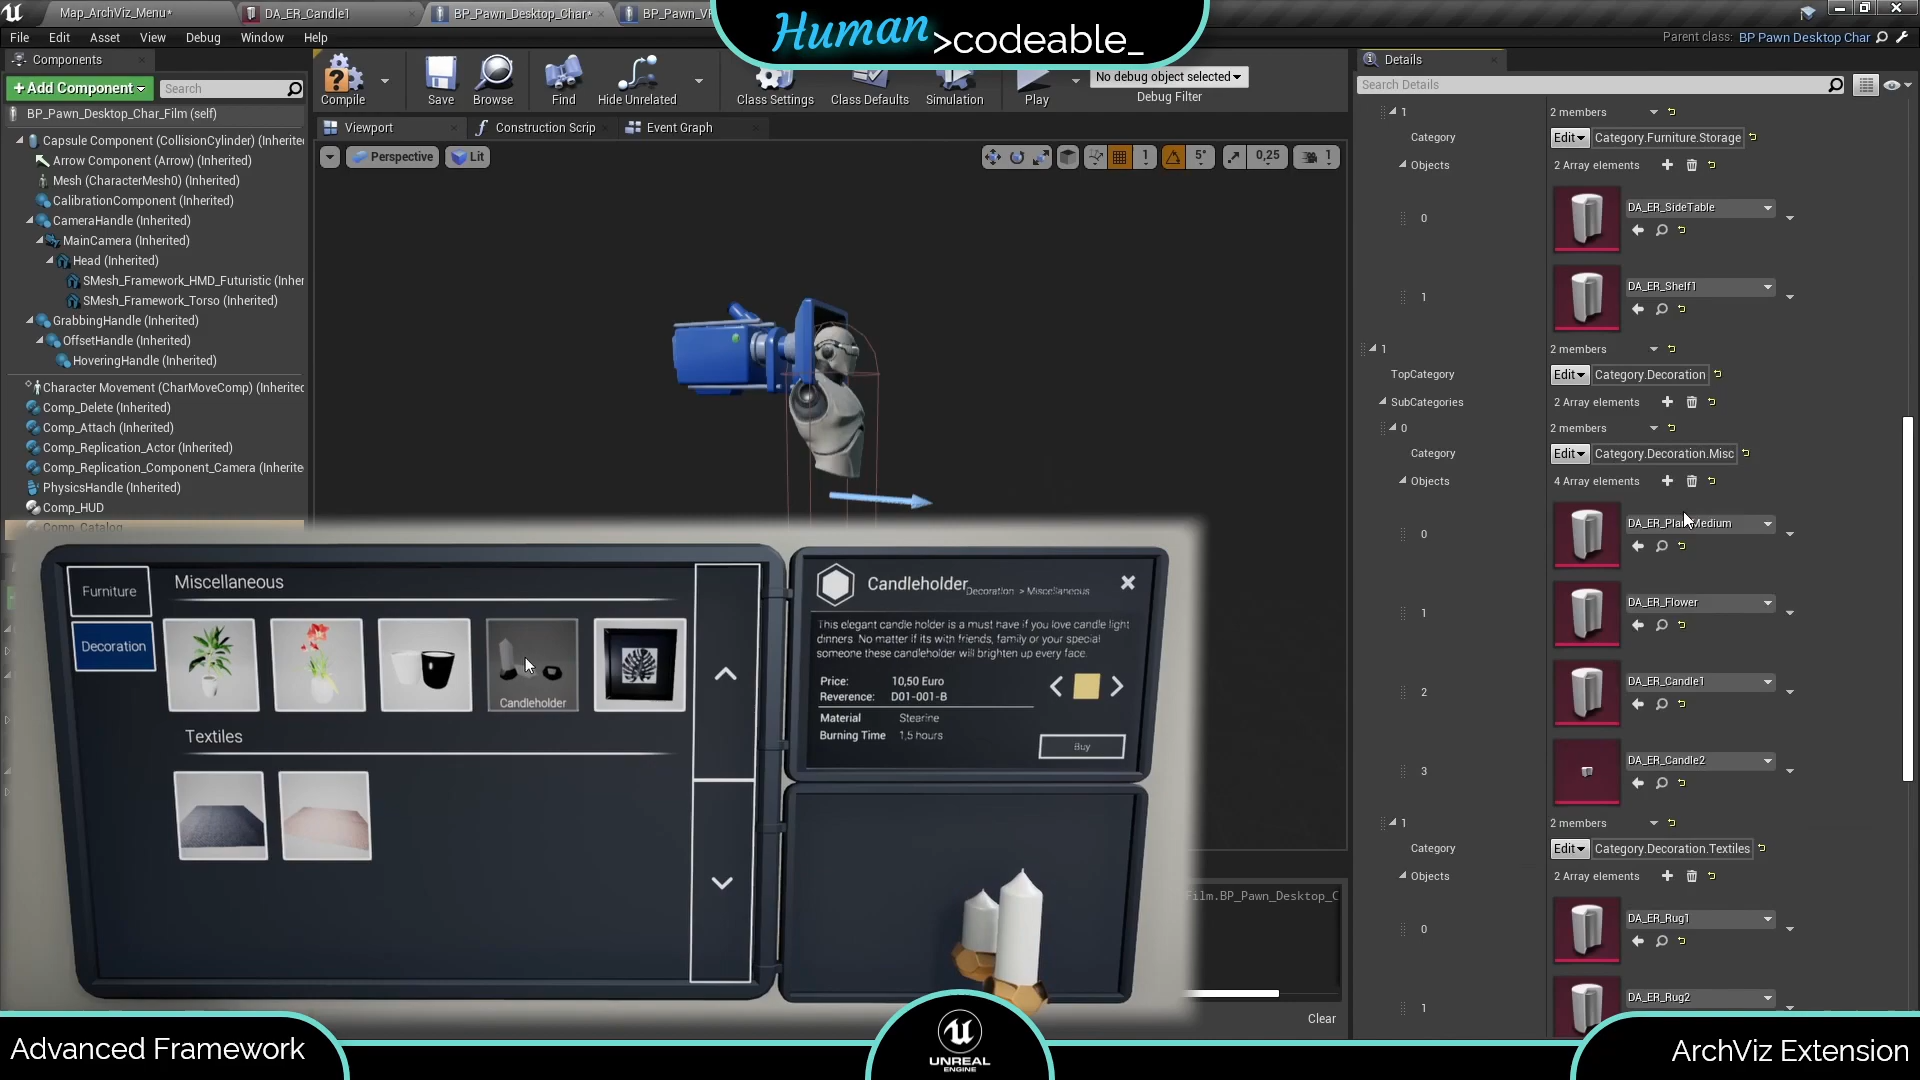 Map_ArchViz_Menu*
DA_ER_Candle1
BP_Pawn_Desktop_Char*
BP_Pawn_VR
Human
>codeable_
File Edit Asset View Debug Window Help
Parent class: BP Pawn Desktop Char
Components
+ Add Component
Search
BP_Pawn_Desktop_Char_Film (self)
Capsule Component (CollisionCylinder) (Inherite
Arrow Component (Arrow) (Inherited)
Mesh (CharacterMesh0) (Inherited)
CalibrationComponent (Inherited)
CameraHandle (Inherited)
MainCamera (Inherited)
Head (Inherited)
SMesh_Framework_HMD_Futuristic (Inher
SMesh_Framework_Torso (Inherited)
GrabbingHandle (Inherited)
OffsetHandle (Inherited)
HoveringHandle (Inherited)
Character Movement (CharMoveComp) (Inherited
Comp_Delete (Inherited)
Comp_Attach (Inherited)
Comp_Replication_Actor (Inherited)
Comp_Replication_Component_Camera (Inherite
PhysicsHandle (Inherited)
Comp_HUD
Comp_Catalog
Compile
Save
Browse
Find
Hide Unrelated
Class Settings
Class Defaults
Simulation
Play
No debug object selected
Debug Filter
Viewport
Construction Scrip
Event Graph
Perspective
Lit
1
5°
0,25
1
Furniture
Decoration
Miscellaneous
Candleholder
Textiles
Candleholder
Decoration > Miscellaneous
This elegant candle holder is a must have if you love candle light
dinners. No matter if its with friends, family or your special
someone these candleholder will brighten up every face.
Price: 10,50 Euro
Reverence: D01-001-B
Material Stearine
Burning Time 1,5 hours
Buy
Film.BP_Pawn_Desktop_C
Clear
Details
Search Details
1 2 members
Category Edit Category.Furniture.Storage
Objects 2 Array elements
0 DA_ER_SideTable
1 DA_ER_Shelf1
1 2 members
TopCategory Edit Category.Decoration
SubCategories 2 Array elements
0 2 members
Category Edit Category.Decoration.Misc
Objects 4 Array elements
0 DA_ER_Plan Medium
1 DA_ER_Flower
2 DA_ER_Candle1
3 DA_ER_Candle2
1 2 members
Category Edit Category.Decoration.Textiles
Objects 2 Array elements
0 DA_ER_Rug1
1 DA_ER_Rug2
Advanced Framework
UNREAL
ENGINE
ArchViz Extension